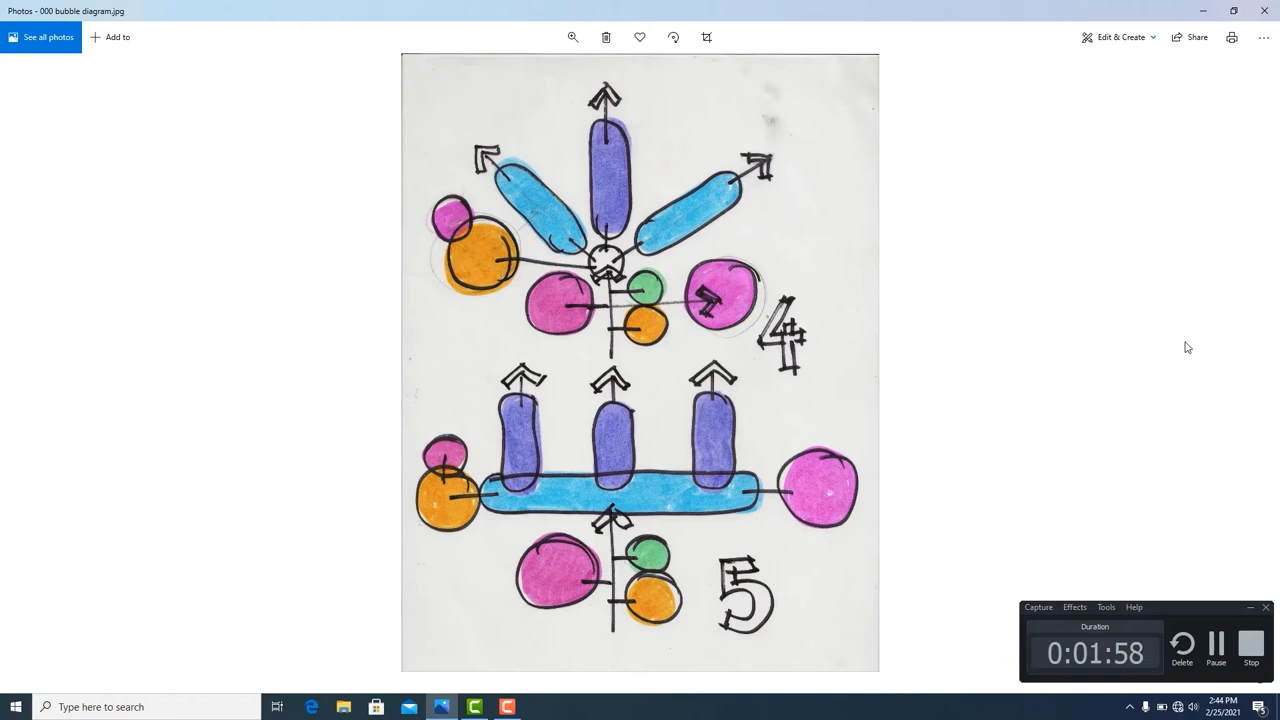 Photos - 000 bubble diagram.jpg
See all photos
Add to
Edit & Create
Share
4
5
Capture Effects Tools Help
Duration
0:01:58
Delete Pause Stop
Type here to search
2:44 PM
2/25/2021
5